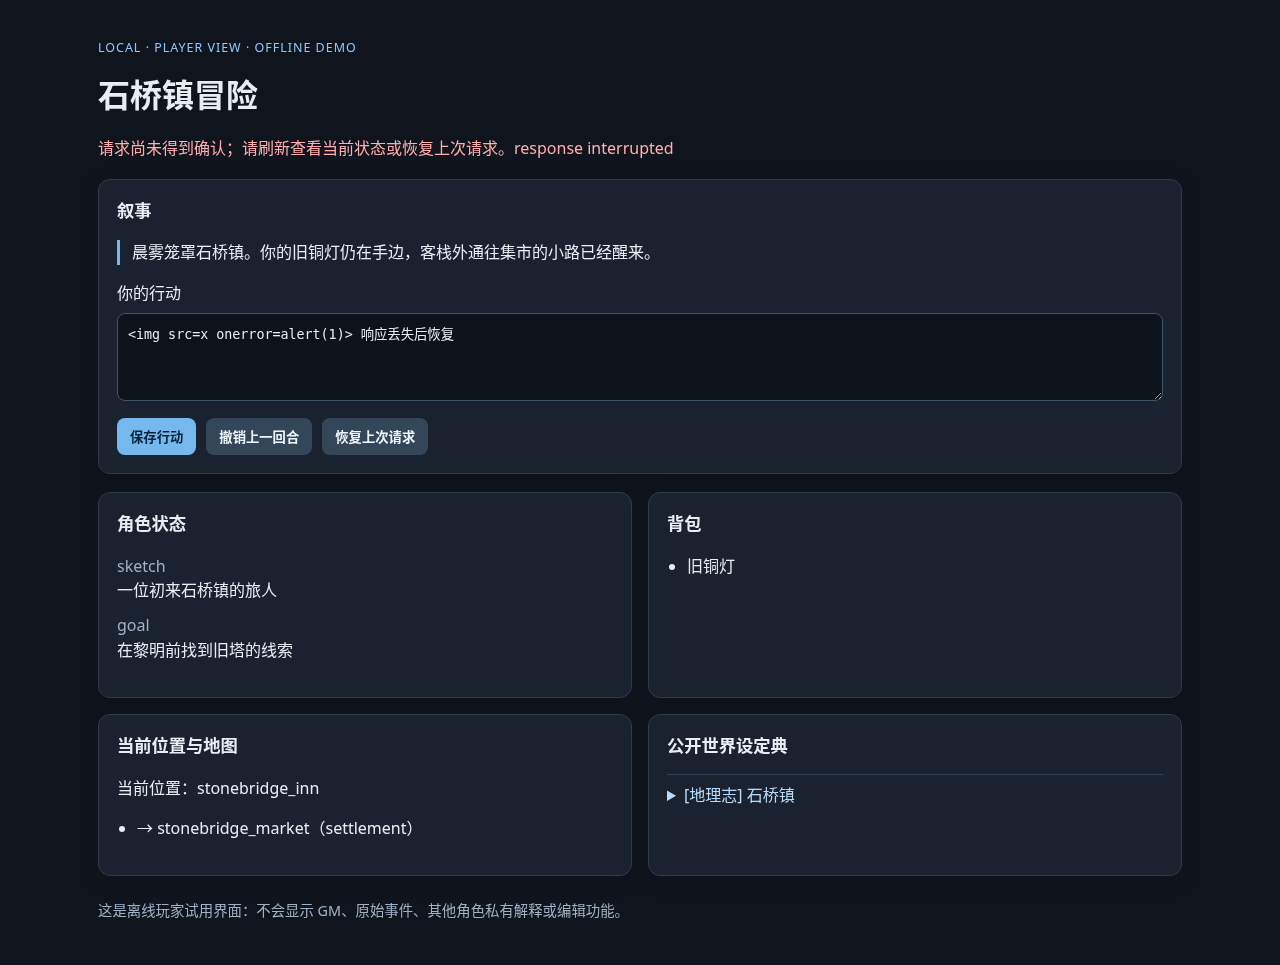 LOCAL · PLAYER VIEW · OFFLINE DEMO
石桥镇冒险
请求尚未得到确认；请刷新查看当前状态或恢复上次请求。response interrupted
叙事
晨雾笼罩石桥镇。你的旧铜灯仍在手边，客栈外通往集市的小路已经醒来。
你的行动
<img src=x onerror=alert(1)> 响应丢失后恢复
保存行动
撤销上一回合
恢复上次请求
角色状态
sketch
一位初来石桥镇的旅人
goal
在黎明前找到旧塔的线索
背包
旧铜灯
当前位置与地图
当前位置：stonebridge_inn
→ stonebridge_market（settlement）
公开世界设定典
[地理志] 石桥镇
这是离线玩家试用界面：不会显示 GM、原始事件、其他角色私有解释或编辑功能。